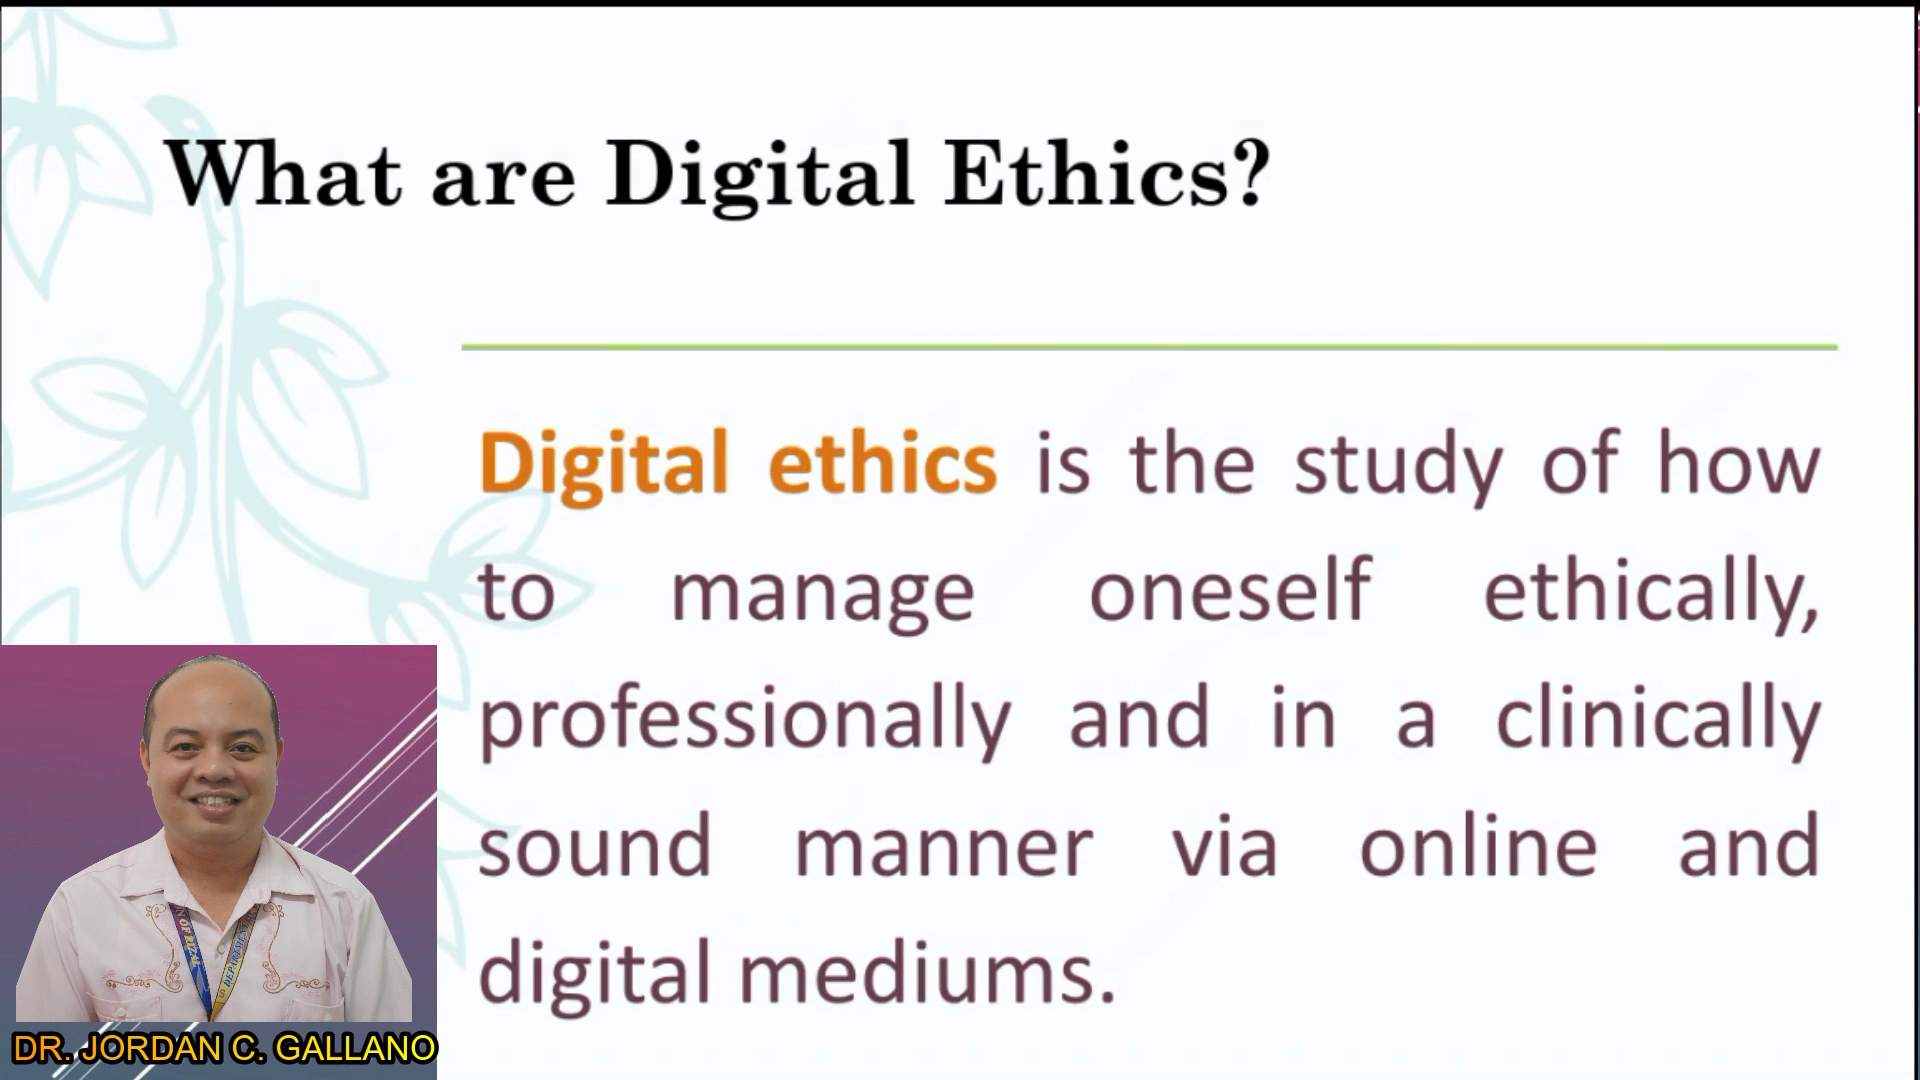 What are Digital Ethics?
Digital ethics is the study of how
to manage oneself ethically,
professionally and in a clinically
sound manner via online and
digital mediums.
DR. JORDAN C. GALLANO